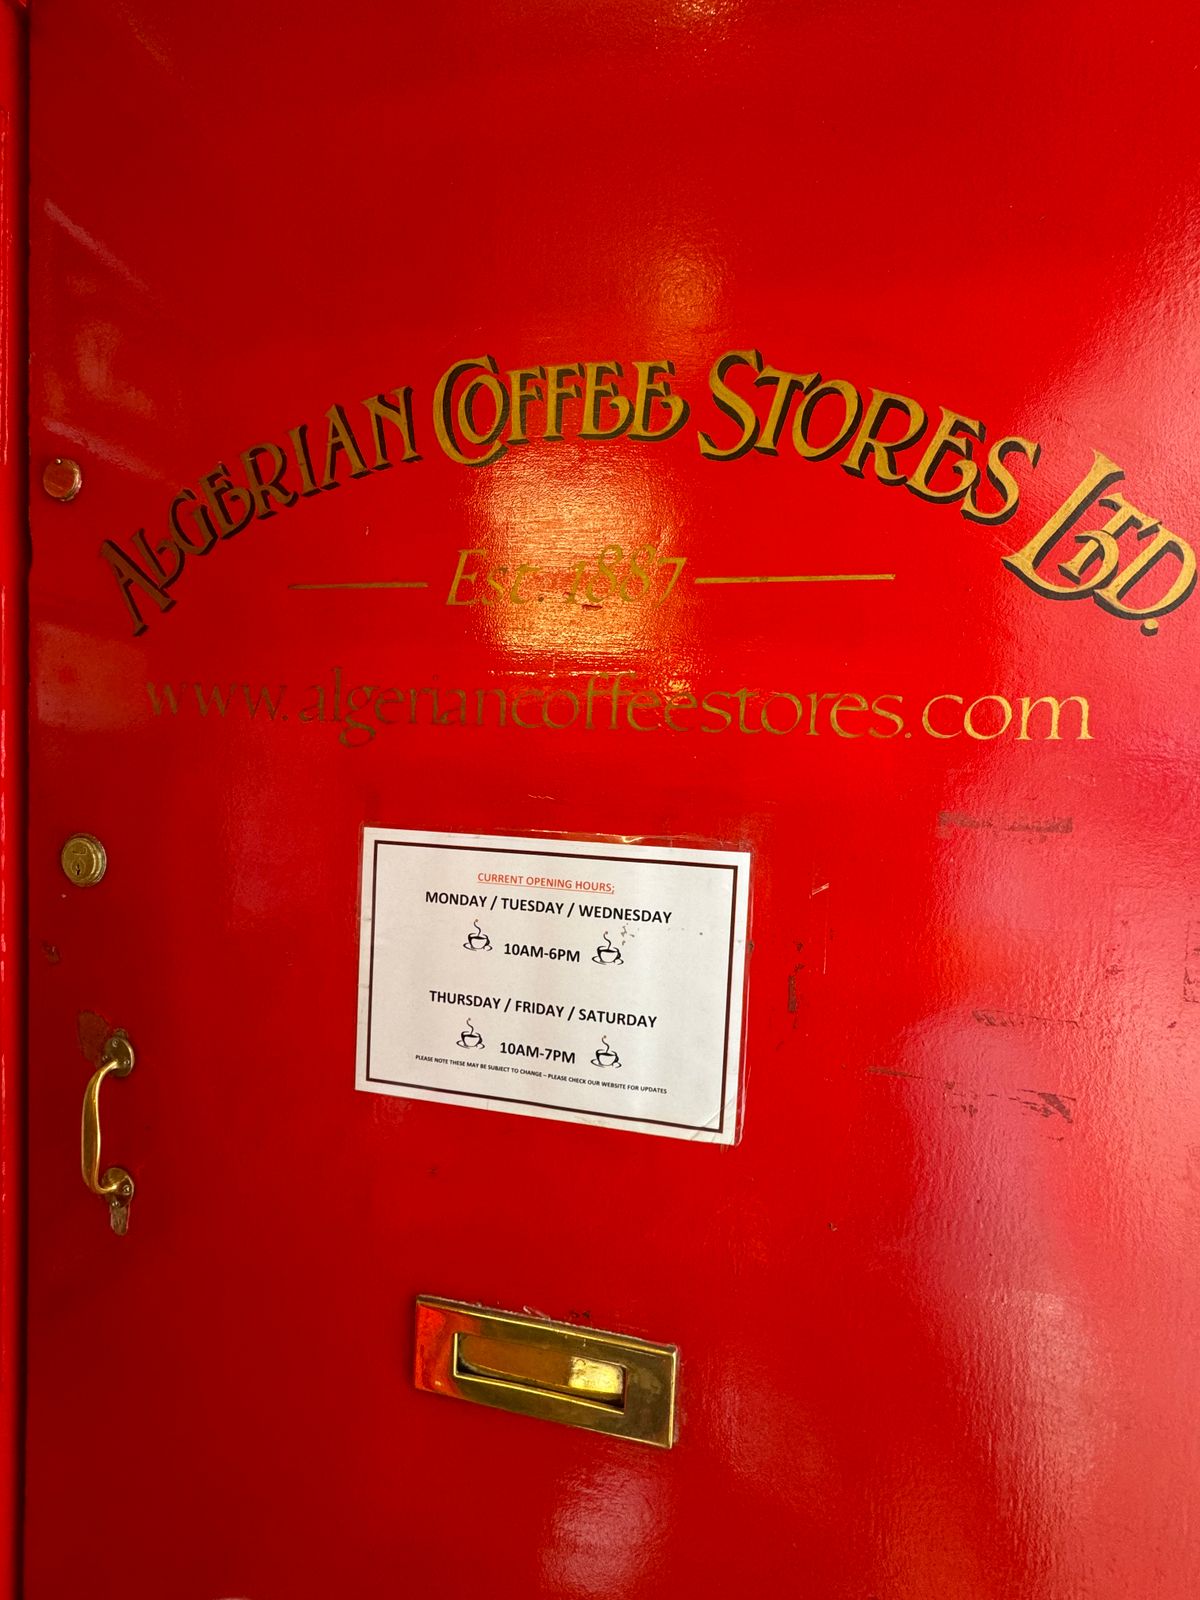 ALGERIAN COFFEE STORES LTD.
Est. 1887
www.algeriancoffeestores.com
CURRENT OPENING HOURS;
MONDAY / TUESDAY / WEDNESDAY
10AM-6PM
THURSDAY / FRIDAY / SATURDAY
10AM-7PM
PLEASE NOTE THESE MAY BE SUBJECT TO CHANGE – PLEASE CHECK OUR WEBSITE FOR UPDATES